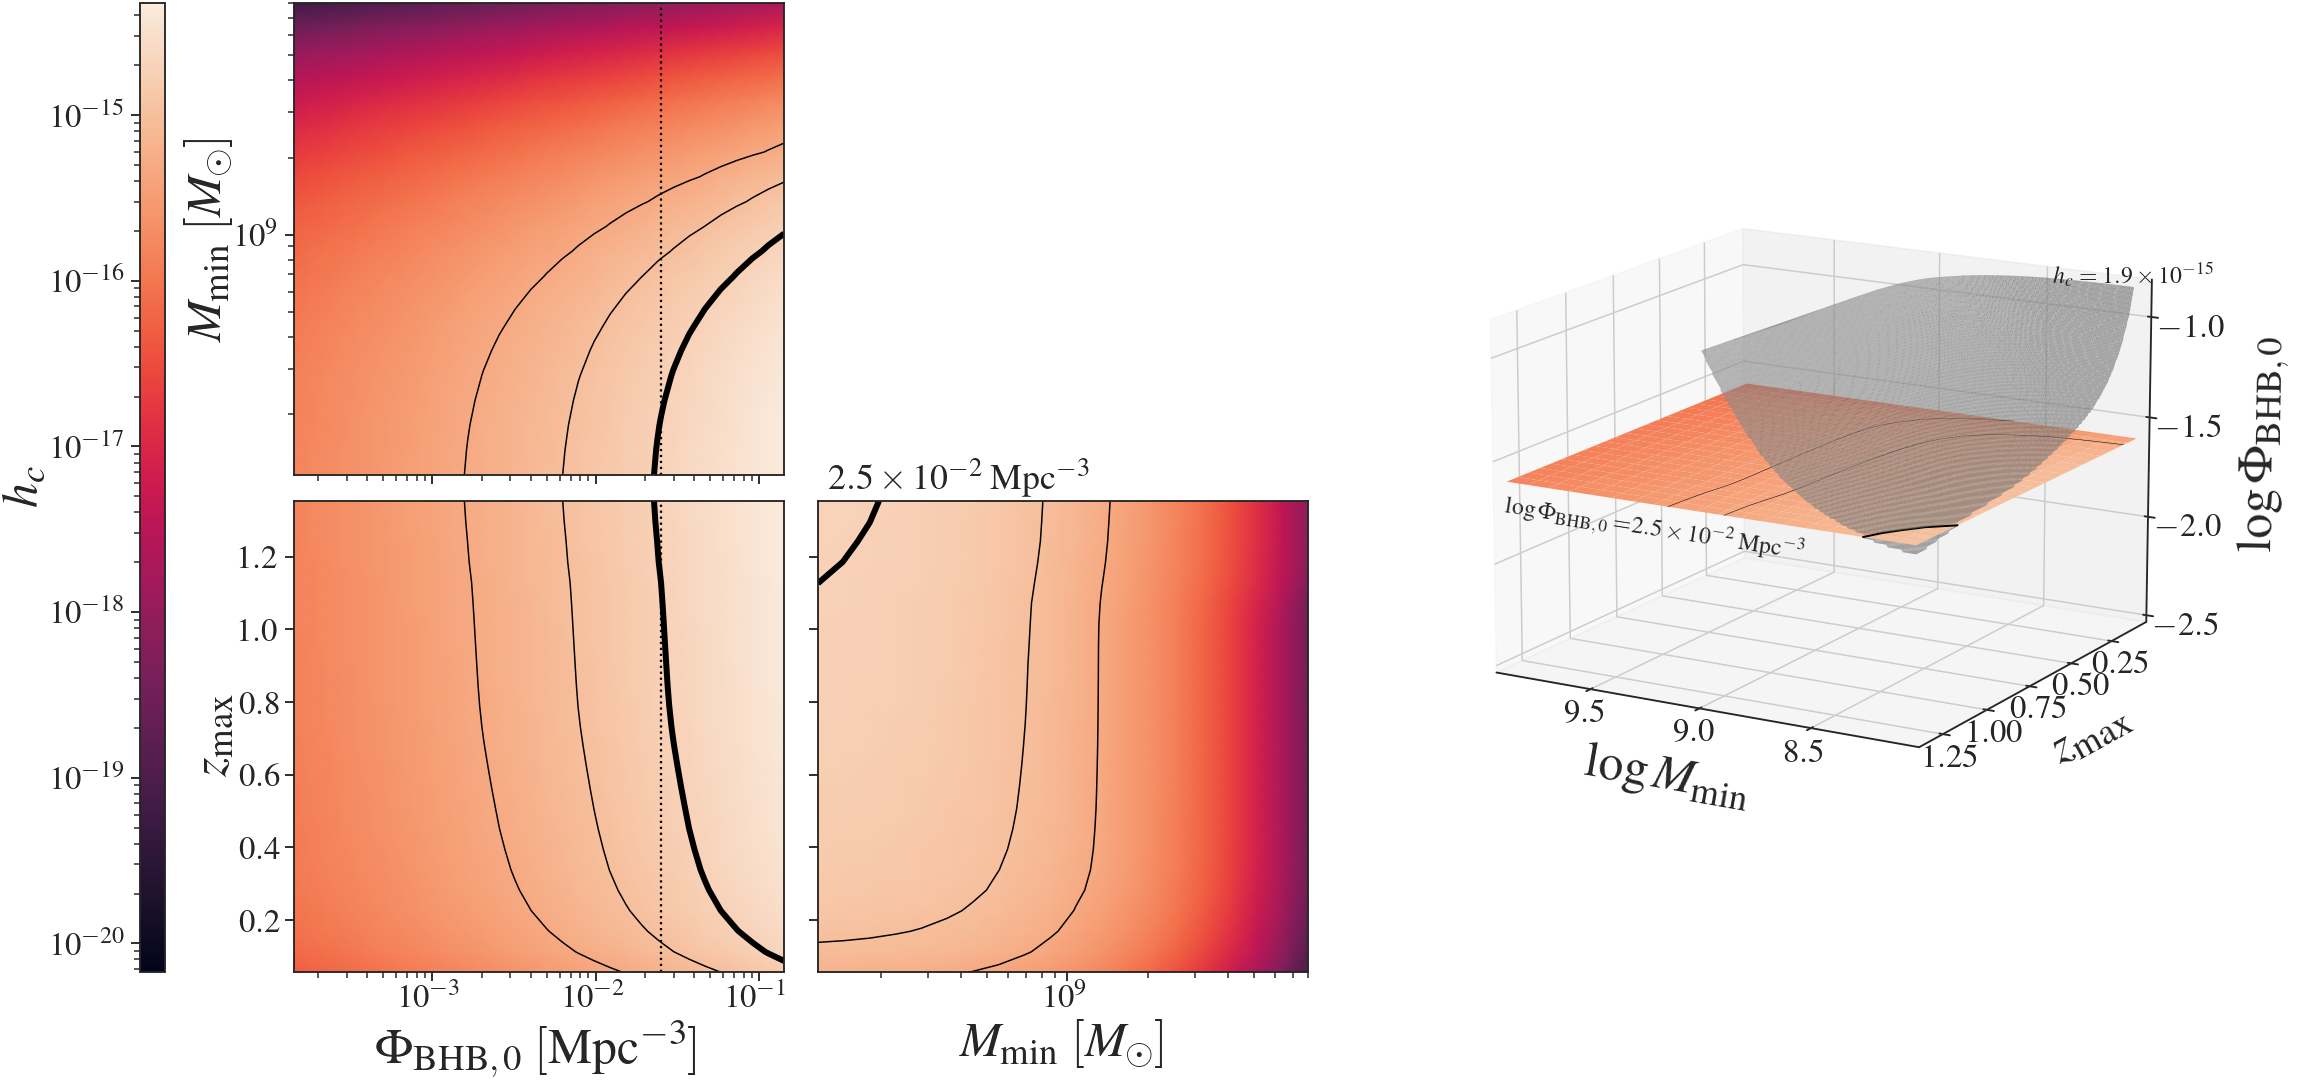 10⁻¹⁵
10⁻¹⁶
10⁻¹⁷
10⁻¹⁸
10⁻¹⁹
10⁻²⁰
h_c
M_min [M_⊙]
10⁹
z_max
1.2
1.0
0.8
0.6
0.4
0.2
10⁻³ 10⁻² 10⁻¹
Φ_BHB, 0 [Mpc⁻³]
2.5 × 10⁻² Mpc⁻³
10⁹
M_min [M_⊙]
h_c = 1.9 × 10⁻¹⁵
log Φ_BHB, 0 = 2.5 × 10⁻² Mpc⁻³
−1.0
−1.5
−2.0
−2.5
log Φ_BHB, 0
9.5 9.0 8.5
log M_min
0.25
0.50
0.75
1.00
1.25
z_max